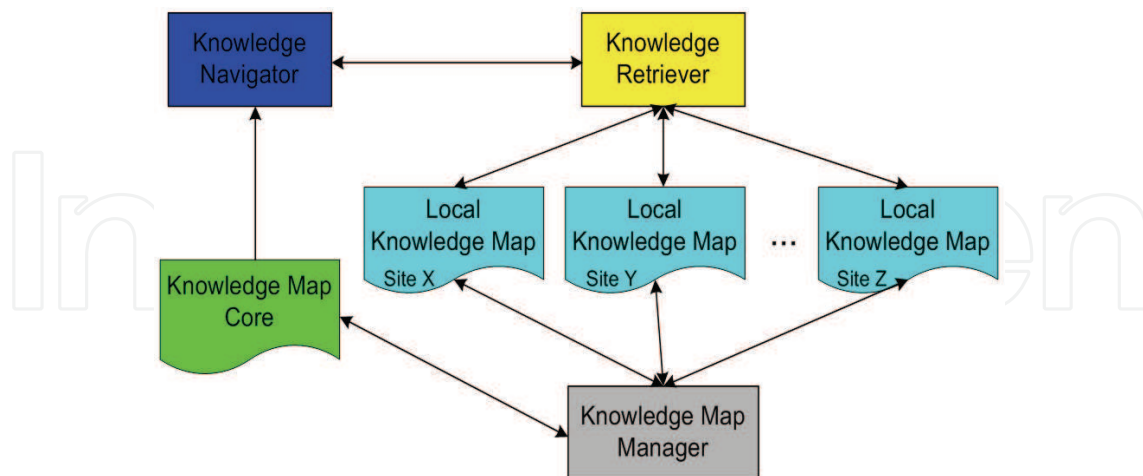 Knowledge
Navigator
Knowledge
Retriever
Local
Knowledge Map
Site X
Local
Knowledge Map
Site Y
...
Local
Knowledge Map
Site Z
Knowledge Map
Core
Knowledge Map
Manager